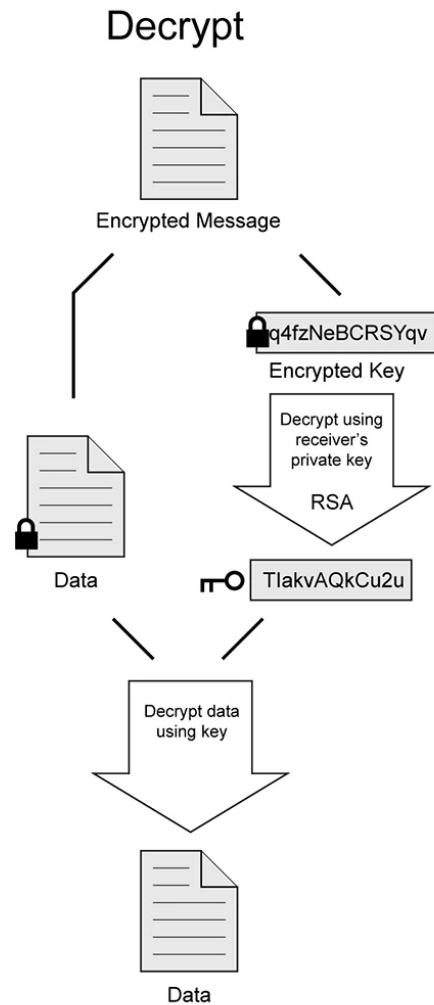 Decrypt
Encrypted Message
q4fzNeBCRSYqv
Encrypted Key
Decrypt using
receiver's
private key
RSA
TIakvAQkCu2u
Data
Decrypt data
using key
Data